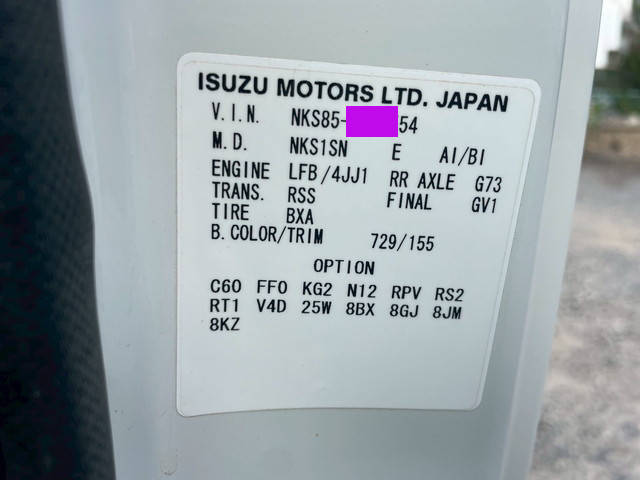 ISUZU MOTORS LTD. JAPAN
V.I.N. NKS85- 54
M.D. NKS1SN E AI/BI
ENGINE LFB/4JJ1 RR AXLE G73
TRANS. RSS FINAL GV1
TIRE BXA
B.COLOR/TRIM 729/155
OPTION
C60 FF0 KG2 N12 RPV RS2
RT1 V4D 25W 8BX 8GJ 8JM
8KZ